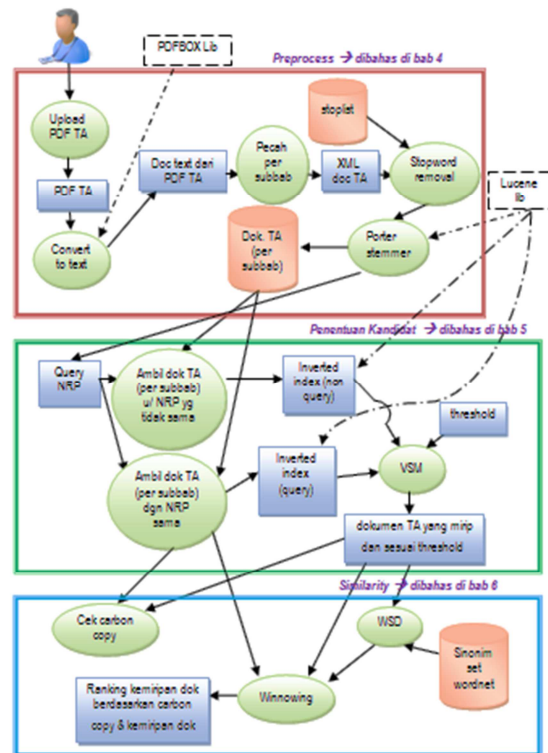 PDFBOX Lib
Preprocess → dibahas di bab 4
Upload
PDF TA
PDF TA
Convert
to text
Doc text dari
PDF TA
Pecah
per
subbab
XML
doc TA
stoplist
Stopword
removal
Lucene
lib
Porter
stemmer
Dok. TA
(per
subbab)
Penentuan Kandidat → dibahas di bab 5
Query
NRP
Ambil dok TA
(per subbab)
u/ NRP yg
tidak sama
Inverted
index (non
query)
threshold
Ambil dok TA
(per subbab)
dgn NRP
sama
Inverted
index
(query)
VSM
dokumen TA yang mirip
dan sesuai threshold
Similarity → dibahas di bab 6
Cek carbon
copy
WSD
Sinonim
set
wordnet
Winnowing
Ranking kemiripan dok
berdasarkan carbon
copy & kemiripan dok